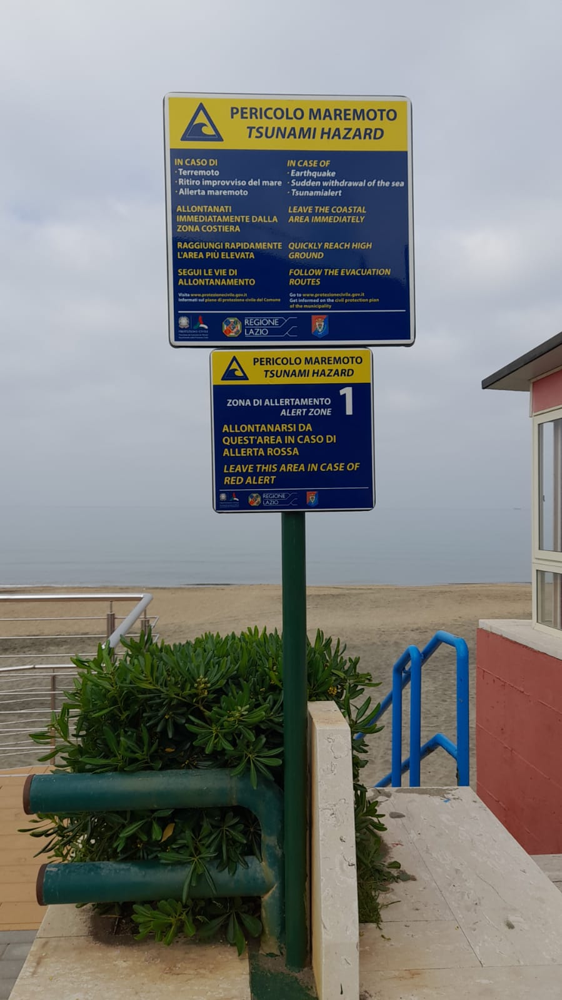 PERICOLO MAREMOTO
TSUNAMI HAZARD
IN CASO DI
· Terremoto
· Ritiro improvviso del mare
· Allerta maremoto
ALLONTANATI
IMMEDIATAMENTE DALLA
ZONA COSTIERA
RAGGIUNGI RAPIDAMENTE
L'AREA PIÙ ELEVATA
SEGUI LE VIE DI
ALLONTANAMENTO
Visita www.protezionecivile.gov.it
Informati sul piano di protezione civile del Comune
IN CASE OF
· Earthquake
· Sudden withdrawal of the sea
· Tsunamialert
LEAVE THE COASTAL
AREA IMMEDIATELY
QUICKLY REACH HIGH
GROUND
FOLLOW THE EVACUATION
ROUTES
Go to www.protezionecivile.gov.it
Get informed on the civil protection plan
of the municipality
PROTEZIONE CIVILE
REGIONE
LAZIO
PERICOLO MAREMOTO
TSUNAMI HAZARD
ZONA DI ALLERTAMENTO 1
ALERT ZONE
ALLONTANARSI DA
QUEST'AREA IN CASO DI
ALLERTA ROSSA
LEAVE THIS AREA IN CASE OF
RED ALERT
REGIONE
LAZIO